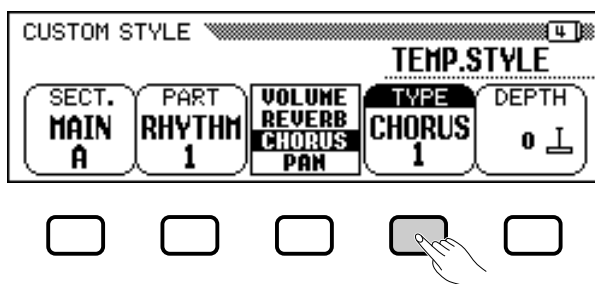 CUSTOM STYLE 4
TEMP.STYLE
SECT.
MAIN
A
PART
RHYTHM
1
VOLUME
REVERB
CHORUS
PAN
TYPE
CHORUS
1
DEPTH
0